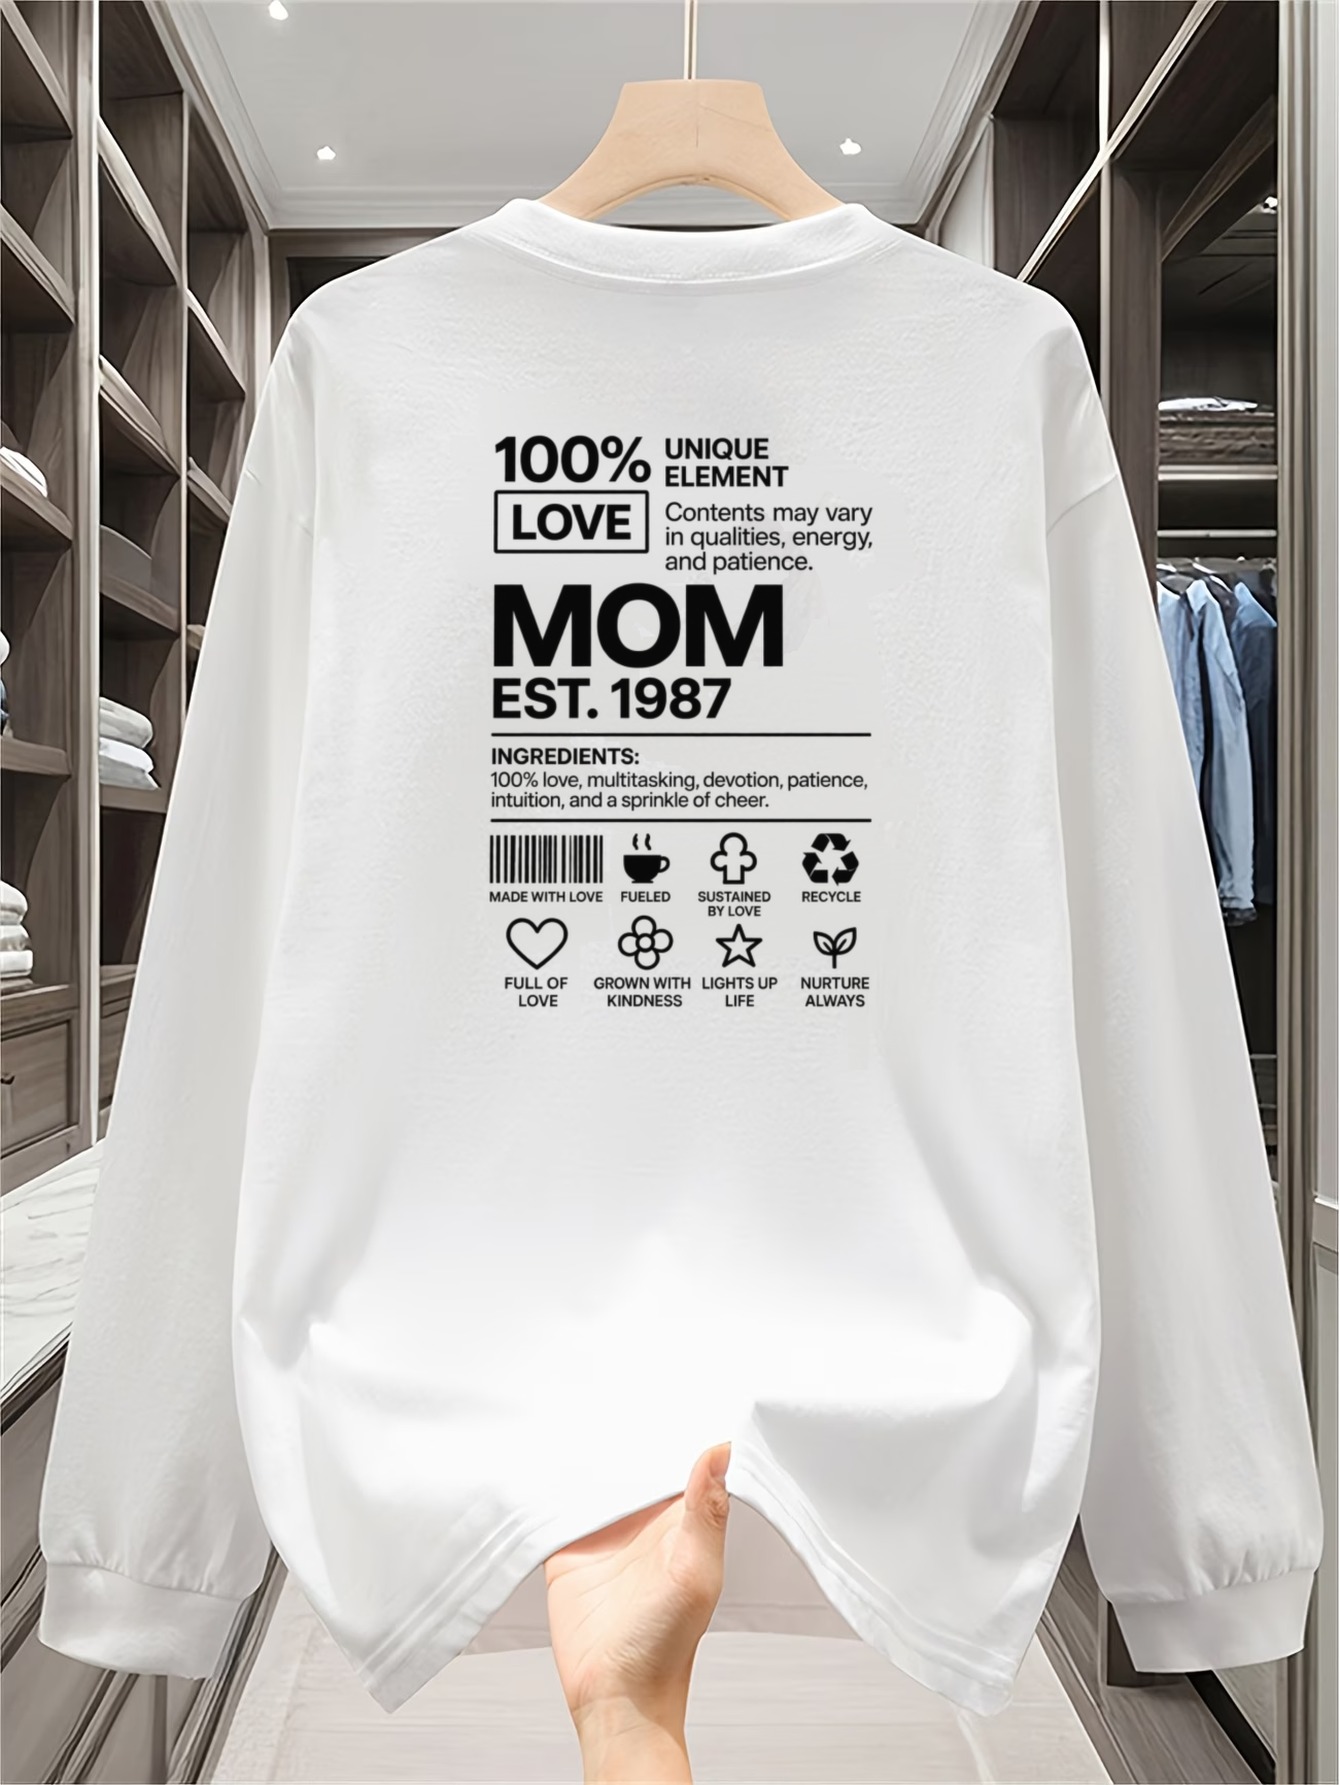 100%
LOVE
UNIQUE
ELEMENT
Contents may vary
in qualities, energy,
and patience.
MOM
EST. 1987
INGREDIENTS:
100% love, multitasking, devotion, patience,
intuition, and a sprinkle of cheer.
MADE WITH LOVE
FUELED
SUSTAINED
BY LOVE
RECYCLE
FULL OF
LOVE
GROWN WITH
KINDNESS
LIGHTS UP
LIFE
NURTURE
ALWAYS